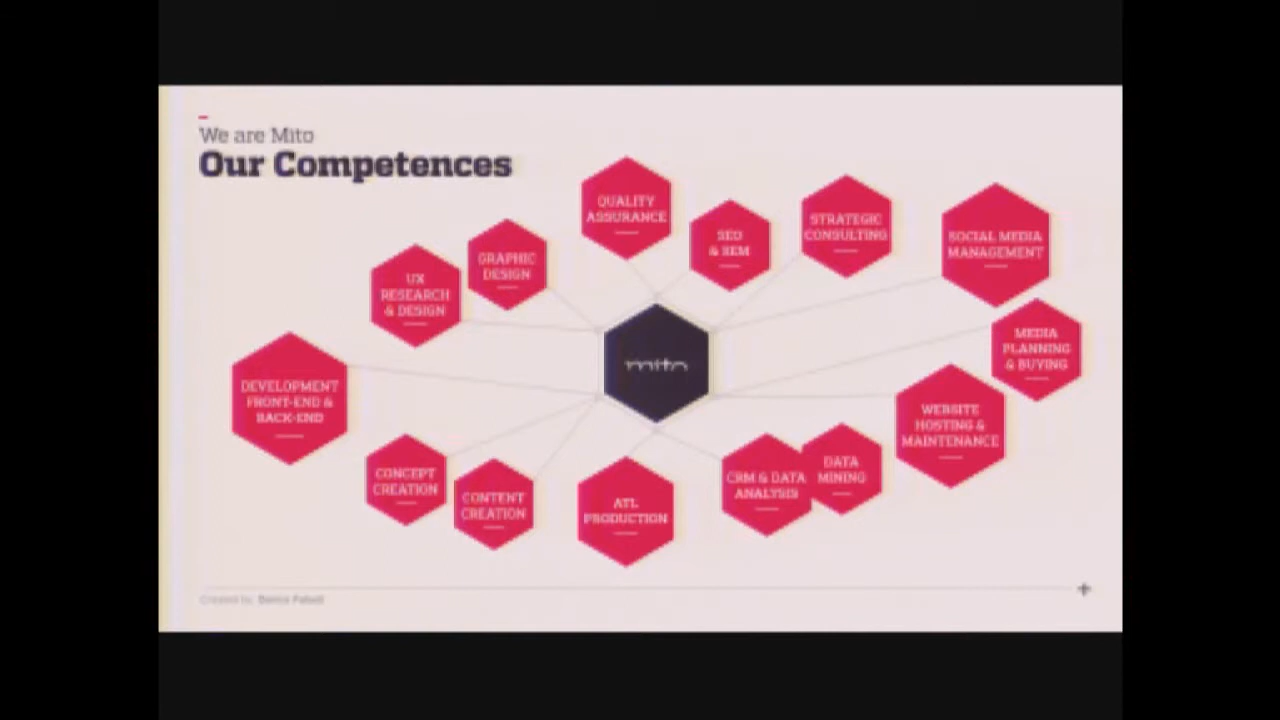 We are Mito
Our Competences
QUALITY
ASSURANCE
SEO
& SEM
STRATEGIC
CONSULTING
SOCIAL MEDIA
MANAGEMENT
GRAPHIC
DESIGN
UX
RESEARCH
& DESIGN
MEDIA
PLANNING
& BUYING
mito
DEVELOPMENT
FRONT-END &
BACK-END
WEBSITE
HOSTING &
MAINTENANCE
CONCEPT
CREATION
CONTENT
CREATION
ATL
PRODUCTION
CRM & DATA
ANALYSIS
DATA
MINING
Created by